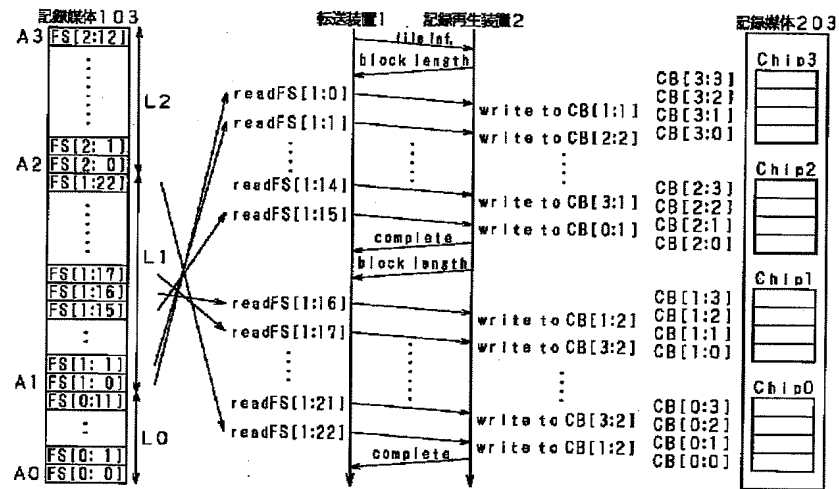 記録媒体103
転送装置1
記録再生装置2
記録媒体203
A3
FS[2:12]
L2
FS[2: 1]
A2
FS[2: 0]
FS[1:22]
L1
FS[1:17]
FS[1:16]
FS[1:15]
FS[1: 1]
A1
FS[1: 0]
FS[0:11]
L0
FS[0: 1]
A0
FS[0: 0]
file inf.
block length
readFS[1:0]
write to CB[1:1]
readFS[1:1]
write to CB[2:2]
readFS[1:14]
write to CB[3:1]
readFS[1:15]
write to CB[0:1]
complete
block length
readFS[1:16]
write to CB[1:2]
readFS[1:17]
write to CB[3:2]
readFS[1:21]
write to CB[3:2]
readFS[1:22]
write to CB[1:2]
complete
Chip3
CB[3:3]
CB[3:2]
CB[3:1]
CB[3:0]
Chip2
CB[2:3]
CB[2:2]
CB[2:1]
CB[2:0]
Chip1
CB[1:3]
CB[1:2]
CB[1:1]
CB[1:0]
Chip0
CB[0:3]
CB[0:2]
CB[0:1]
CB[0:0]